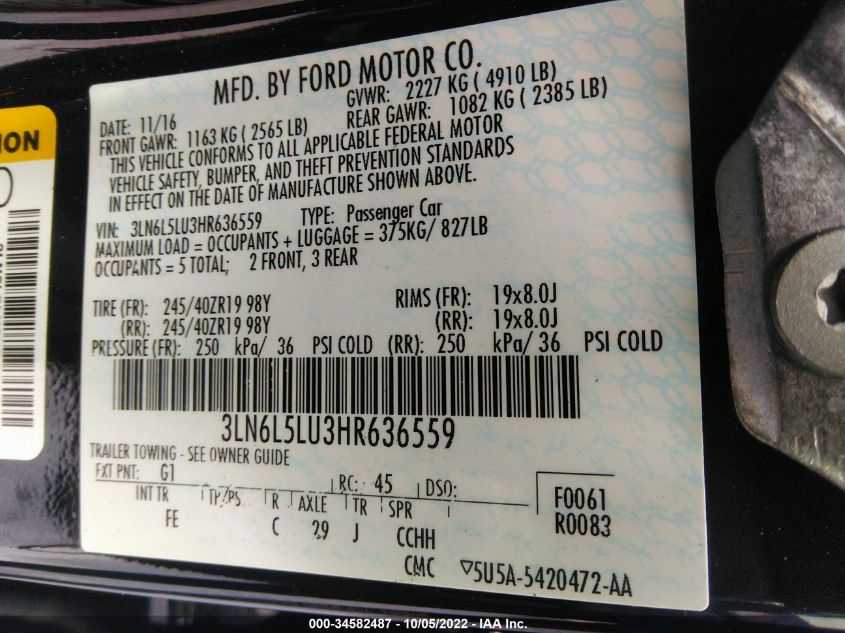 MFD. BY FORD MOTOR CO.
DATE: 11/16 GVWR: 2227 KG ( 4910 LB)
FRONT GAWR: 1163 KG ( 2565 LB) REAR GAWR: 1082 KG ( 2385 LB)
THIS VEHICLE CONFORMS TO ALL APPLICABLE FEDERAL MOTOR
VEHICLE SAFETY, BUMPER, AND THEFT PREVENTION STANDARDS
IN EFFECT ON THE DATE OF MANUFACTURE SHOWN ABOVE.
VIN: 3LN6L5LU3HR636559 TYPE: Passenger Car
MAXIMUM LOAD = OCCUPANTS + LUGGAGE = 375KG/ 827LB
OCCUPANTS = 5 TOTAL; 2 FRONT, 3 REAR
TIRE (FR): 245/40ZR19 98Y RIMS (FR): 19x8.0J
(RR): 245/40ZR19 98Y (RR): 19x8.0J
PRESSURE (FR): 250 kPa/ 36 PSI COLD (RR): 250 kPa/ 36 PSI COLD
3LN6L5LU3HR636559
TRAILER TOWING - SEE OWNER GUIDE
EXT PNT: G1 RC: 45 DSO:
INT TR TP/PS R AXLE TR SPR F0061
FE C 29 J CCHH R0083
CMC ▽5U5A-5420472-AA
ION
000-34582487 - 10/05/2022 - IAA Inc.